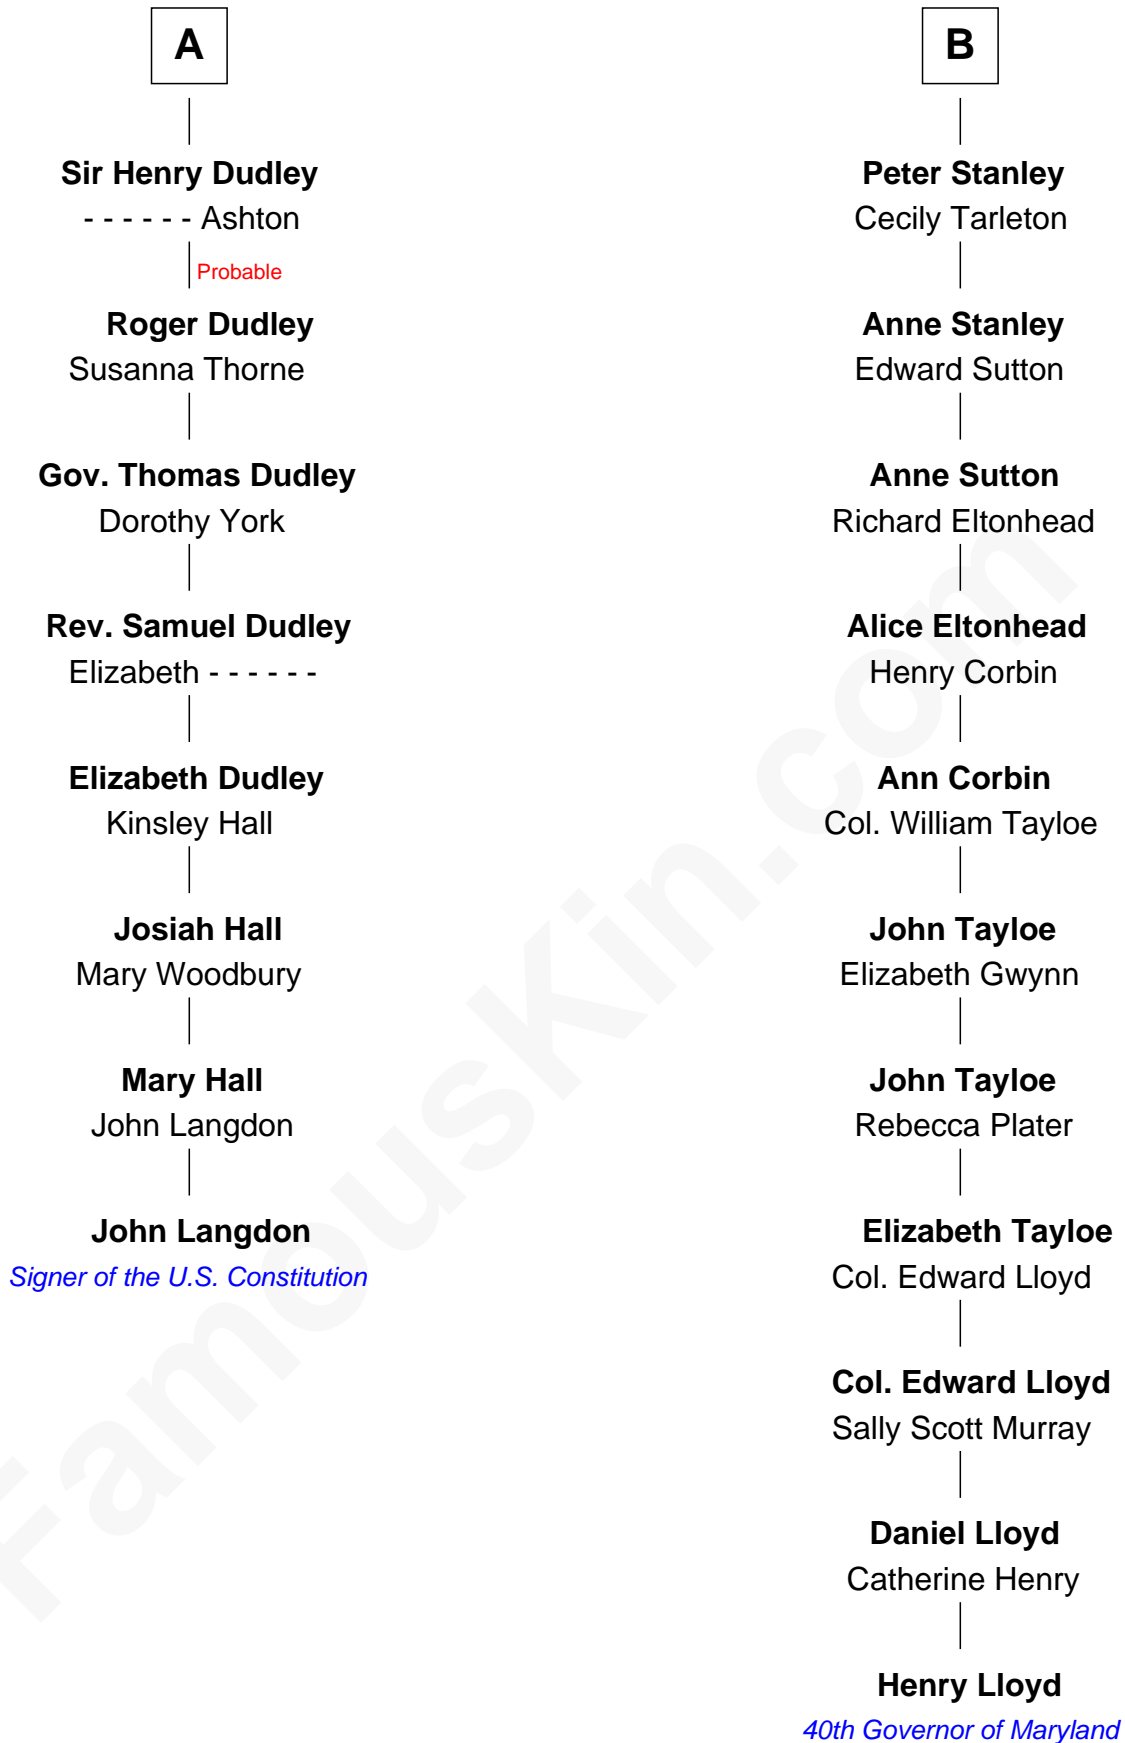 A
Sir Henry Dudley
- - - - - - Ashton
Probable
Roger Dudley
Susanna Thorne
Gov. Thomas Dudley
Dorothy York
Rev. Samuel Dudley
Elizabeth - - - - - -
Elizabeth Dudley
Kinsley Hall
Josiah Hall
Mary Woodbury
Mary Hall
John Langdon
John Langdon
Signer of the U.S. Constitution
B
Peter Stanley
Cecily Tarleton
Anne Stanley
Edward Sutton
Anne Sutton
Richard Eltonhead
Alice Eltonhead
Henry Corbin
Ann Corbin
Col. William Tayloe
John Tayloe
Elizabeth Gwynn
John Tayloe
Rebecca Plater
Elizabeth Tayloe
Col. Edward Lloyd
Col. Edward Lloyd
Sally Scott Murray
Daniel Lloyd
Catherine Henry
Henry Lloyd
40th Governor of Maryland
FamousKin.com